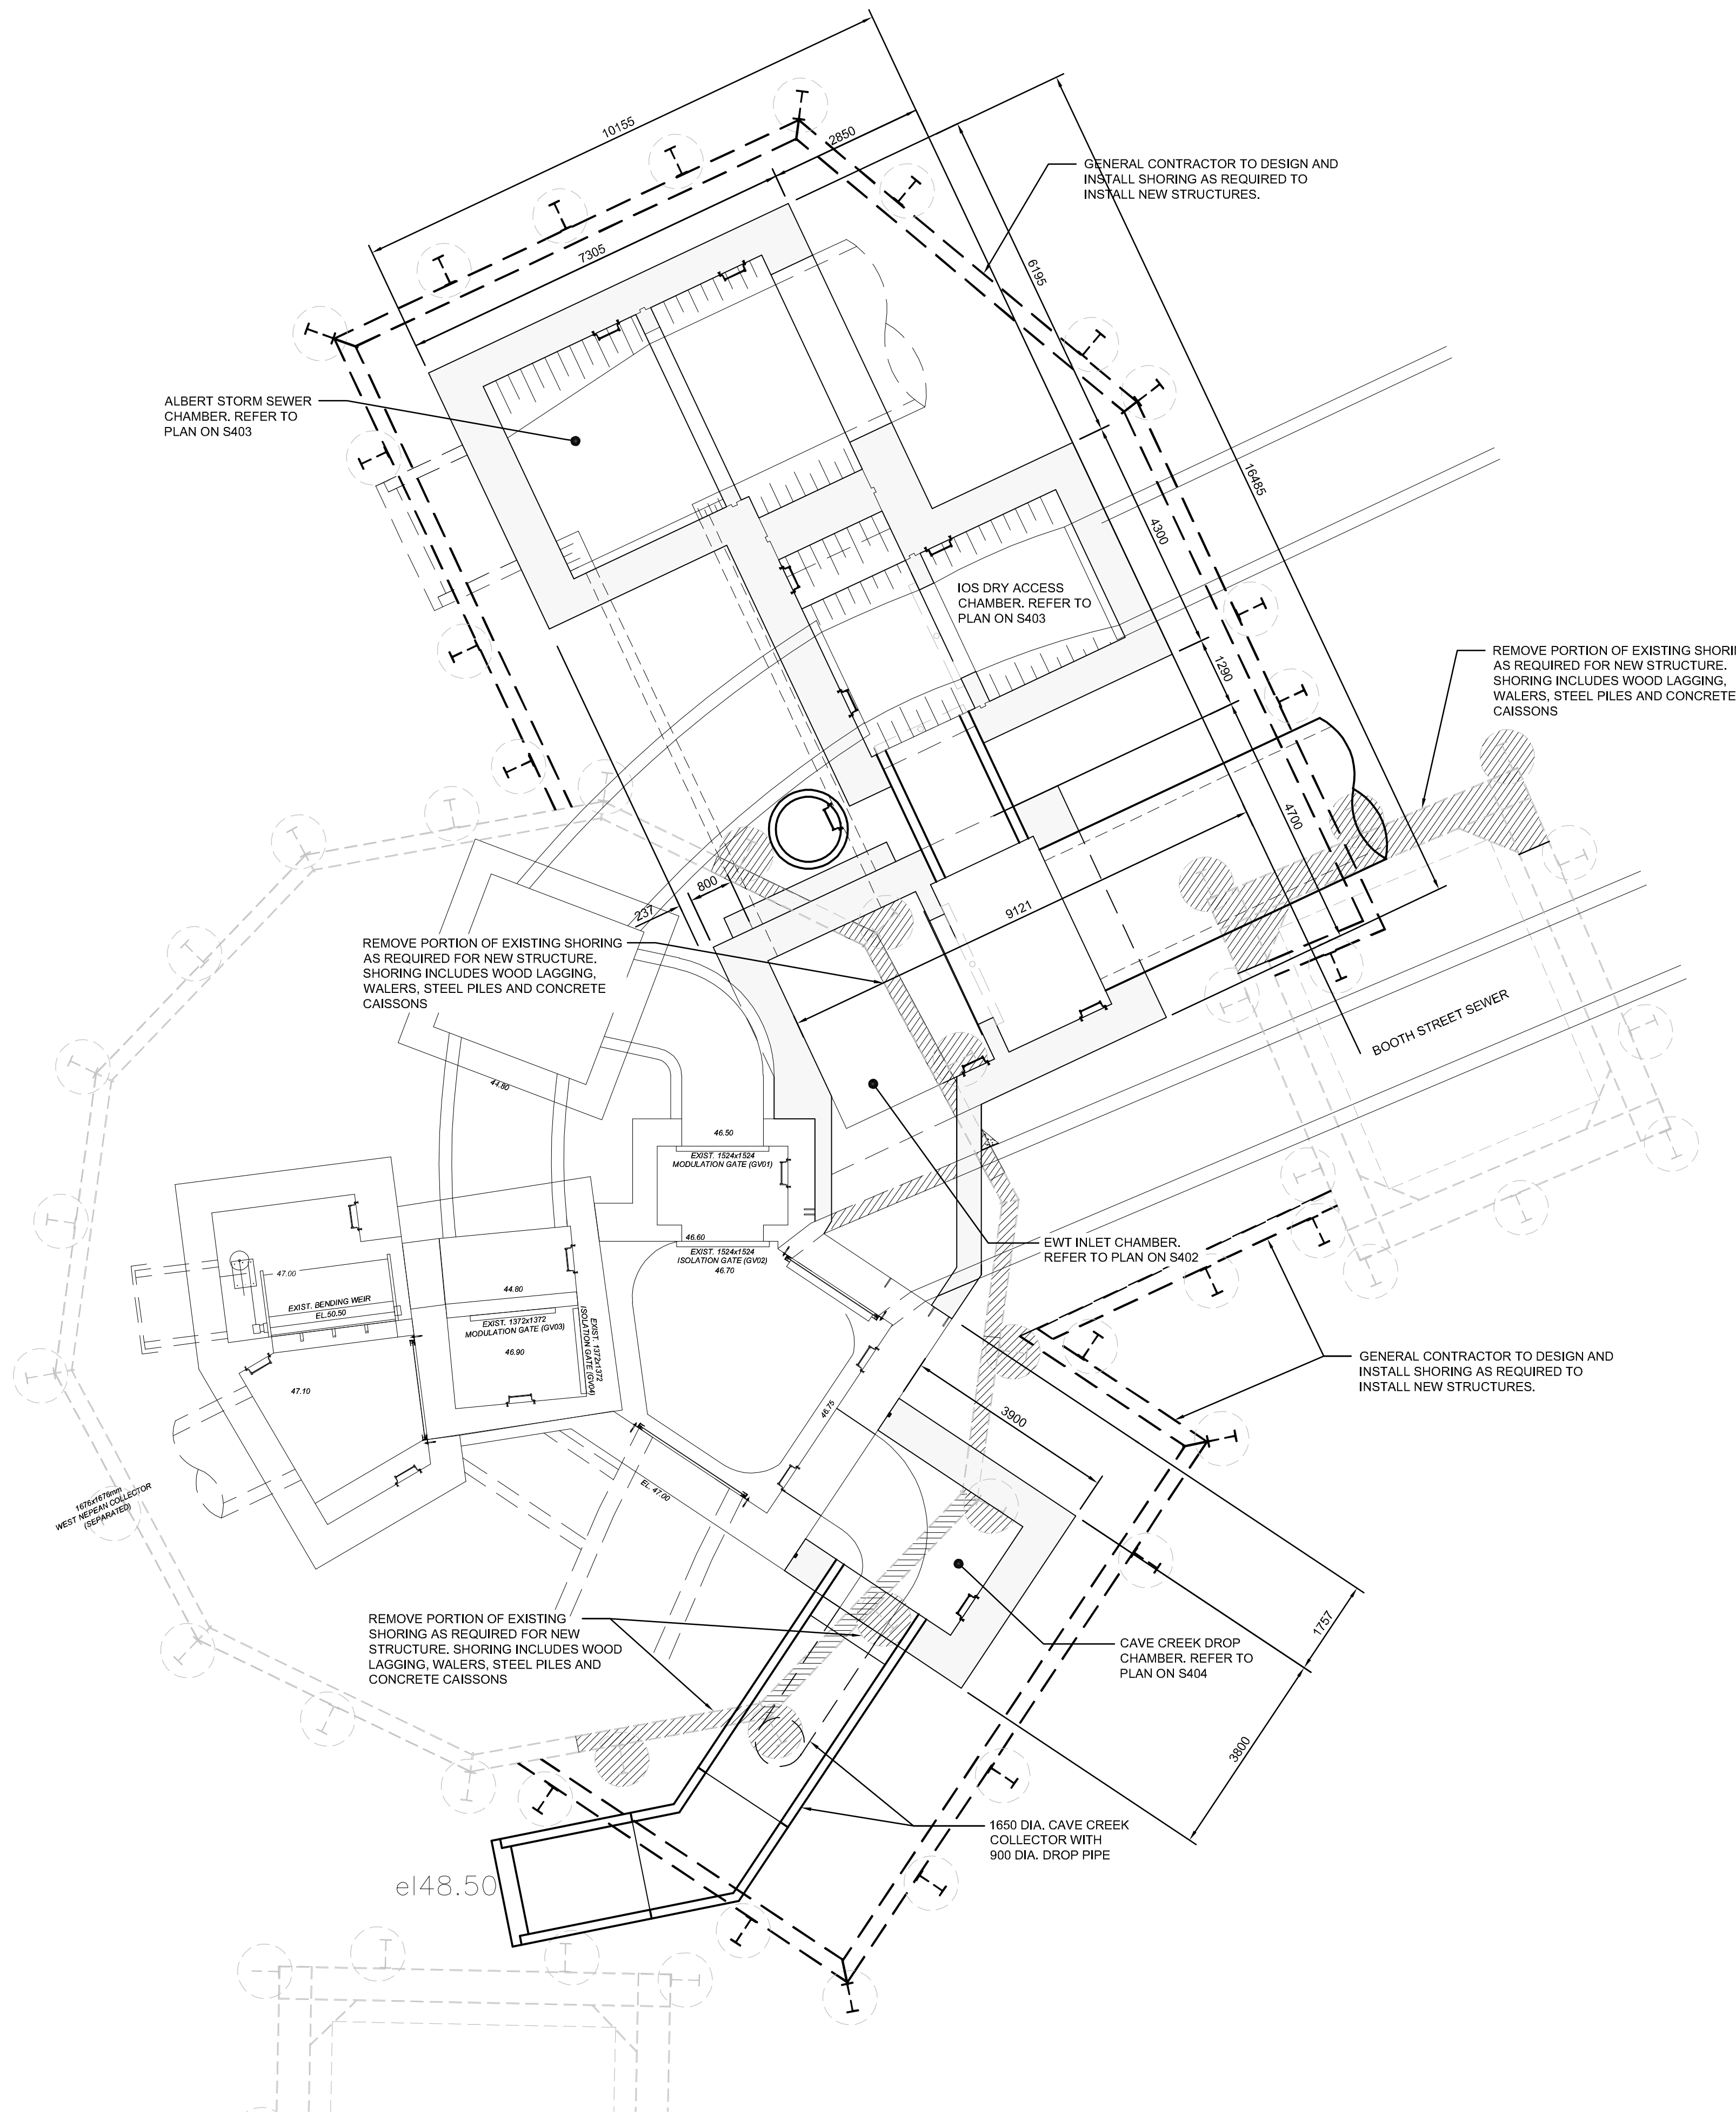 10155
2850
GENERAL CONTRACTOR TO DESIGN AND
INSTALL SHORING AS REQUIRED TO
INSTALL NEW STRUCTURES.
7305
6195
ALBERT STORM SEWER
CHAMBER. REFER TO
PLAN ON S403
16485
4300
IOS DRY ACCESS
CHAMBER. REFER TO
PLAN ON S403
1290
REMOVE PORTION OF EXISTING SHORI
AS REQUIRED FOR NEW STRUCTURE.
SHORING INCLUDES WOOD LAGGING,
WALERS, STEEL PILES AND CONCRETE
CAISSONS
4700
800
237
9121
REMOVE PORTION OF EXISTING SHORING
AS REQUIRED FOR NEW STRUCTURE.
SHORING INCLUDES WOOD LAGGING,
WALERS, STEEL PILES AND CONCRETE
CAISSONS
BOOTH STREET SEWER
44.80
46.50
EXIST. 1524x1524
MODULATION GATE (GV01)
46.60
EXIST. 1524x1524
ISOLATION GATE (GV02)
46.70
EWT INLET CHAMBER.
REFER TO PLAN ON S402
47.00
EXIST. BENDING WEIR
EL.50.50
44.80
EXIST. 1372x1372
MODULATION GATE (GV03)
46.90
EXIST. 1372x1372
ISOLATION GATE (GV04)
47.10
GENERAL CONTRACTOR TO DESIGN AND
INSTALL SHORING AS REQUIRED TO
INSTALL NEW STRUCTURES.
46.75
3900
EL. 47.00
1676x1676mm
WEST NEPEAN COLLECTOR
(SEPARATED)
REMOVE PORTION OF EXISTING
SHORING AS REQUIRED FOR NEW
STRUCTURE. SHORING INCLUDES WOOD
LAGGING, WALERS, STEEL PILES AND
CONCRETE CAISSONS
CAVE CREEK DROP
CHAMBER. REFER TO
PLAN ON S404
1757
3800
1650 DIA. CAVE CREEK
COLLECTOR WITH
900 DIA. DROP PIPE
el48.50